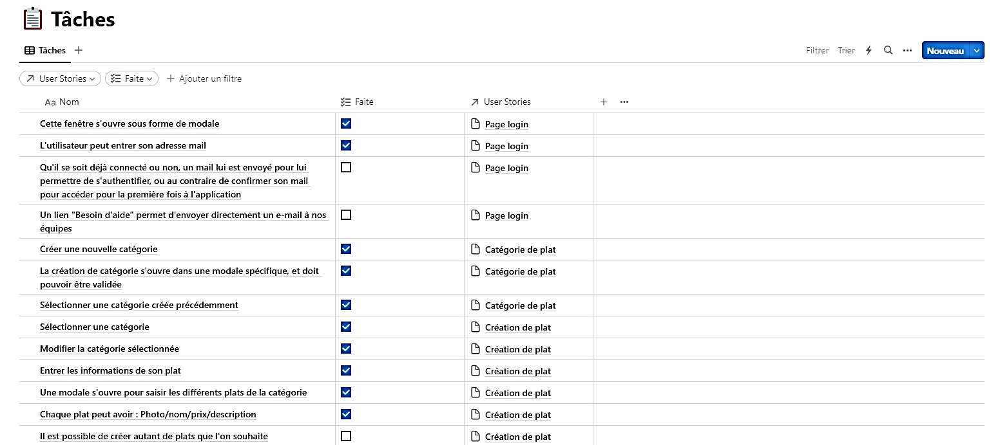 Tâches
Tâches
Filtrer Trier Nouveau
User Stories Faite Ajouter un filtre
Aa Nom Faite User Stories
Cette fenêtre s'ouvre sous forme de modale Page login
L'utilisateur peut entrer son adresse mail Page login
Qu'il se soit déjà connecté ou non, un mail lui est envoyé pour lui Page login
permettre de s'authentifier, ou au contraire de confirmer son mail
pour accéder pour la première fois à l'application
Un lien "Besoin d'aide” permet d'envoyer directement un e-mail à nos Page login
équipes
Créer une nouvelle catégorie Catégorie de plat
La création de catégorie s'ouvre dans une modale spécifique, et doit Catégorie de plat
pouvoir être validée
Sélectionner une catégorie créée précédemment Catégorie de plat
Sélectionner une catégorie Création de plat
Modifier la catégorie sélectionnée Création de plat
Entrer les informations de son plat Création de plat
Une modale s'ouvre pour saisir les différents plats de la catégorie Création de plat
Chaque plat peut avoir : Photo/nom/prix/description Création de plat
Il est possible de créer autant de plats que l'on souhaite Création de plat